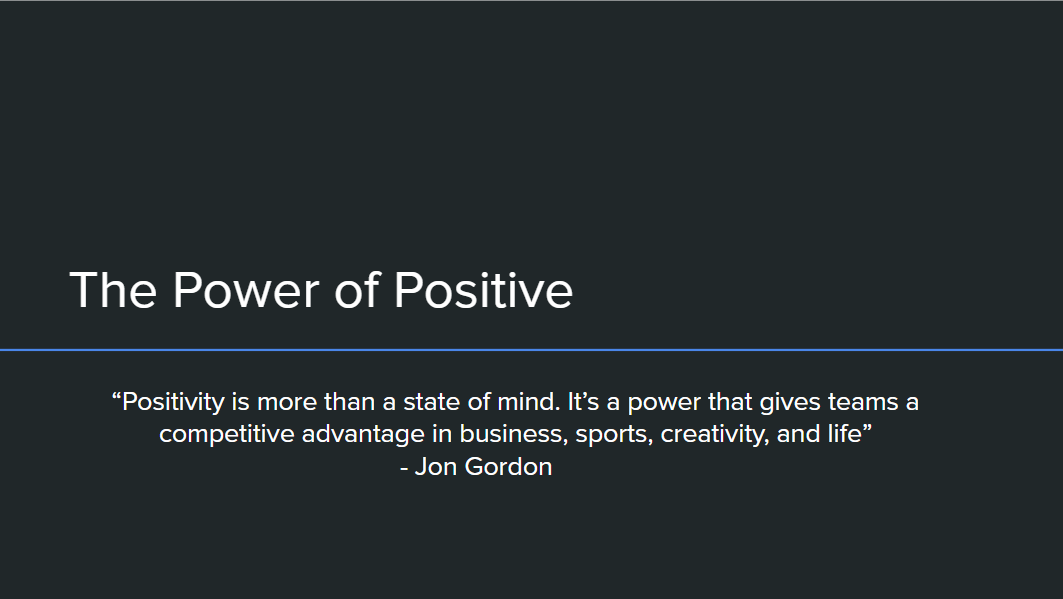 The Power of Positive
“Positivity is more than a state of mind. It’s a power that gives teams a
competitive advantage in business, sports, creativity, and life”
- Jon Gordon